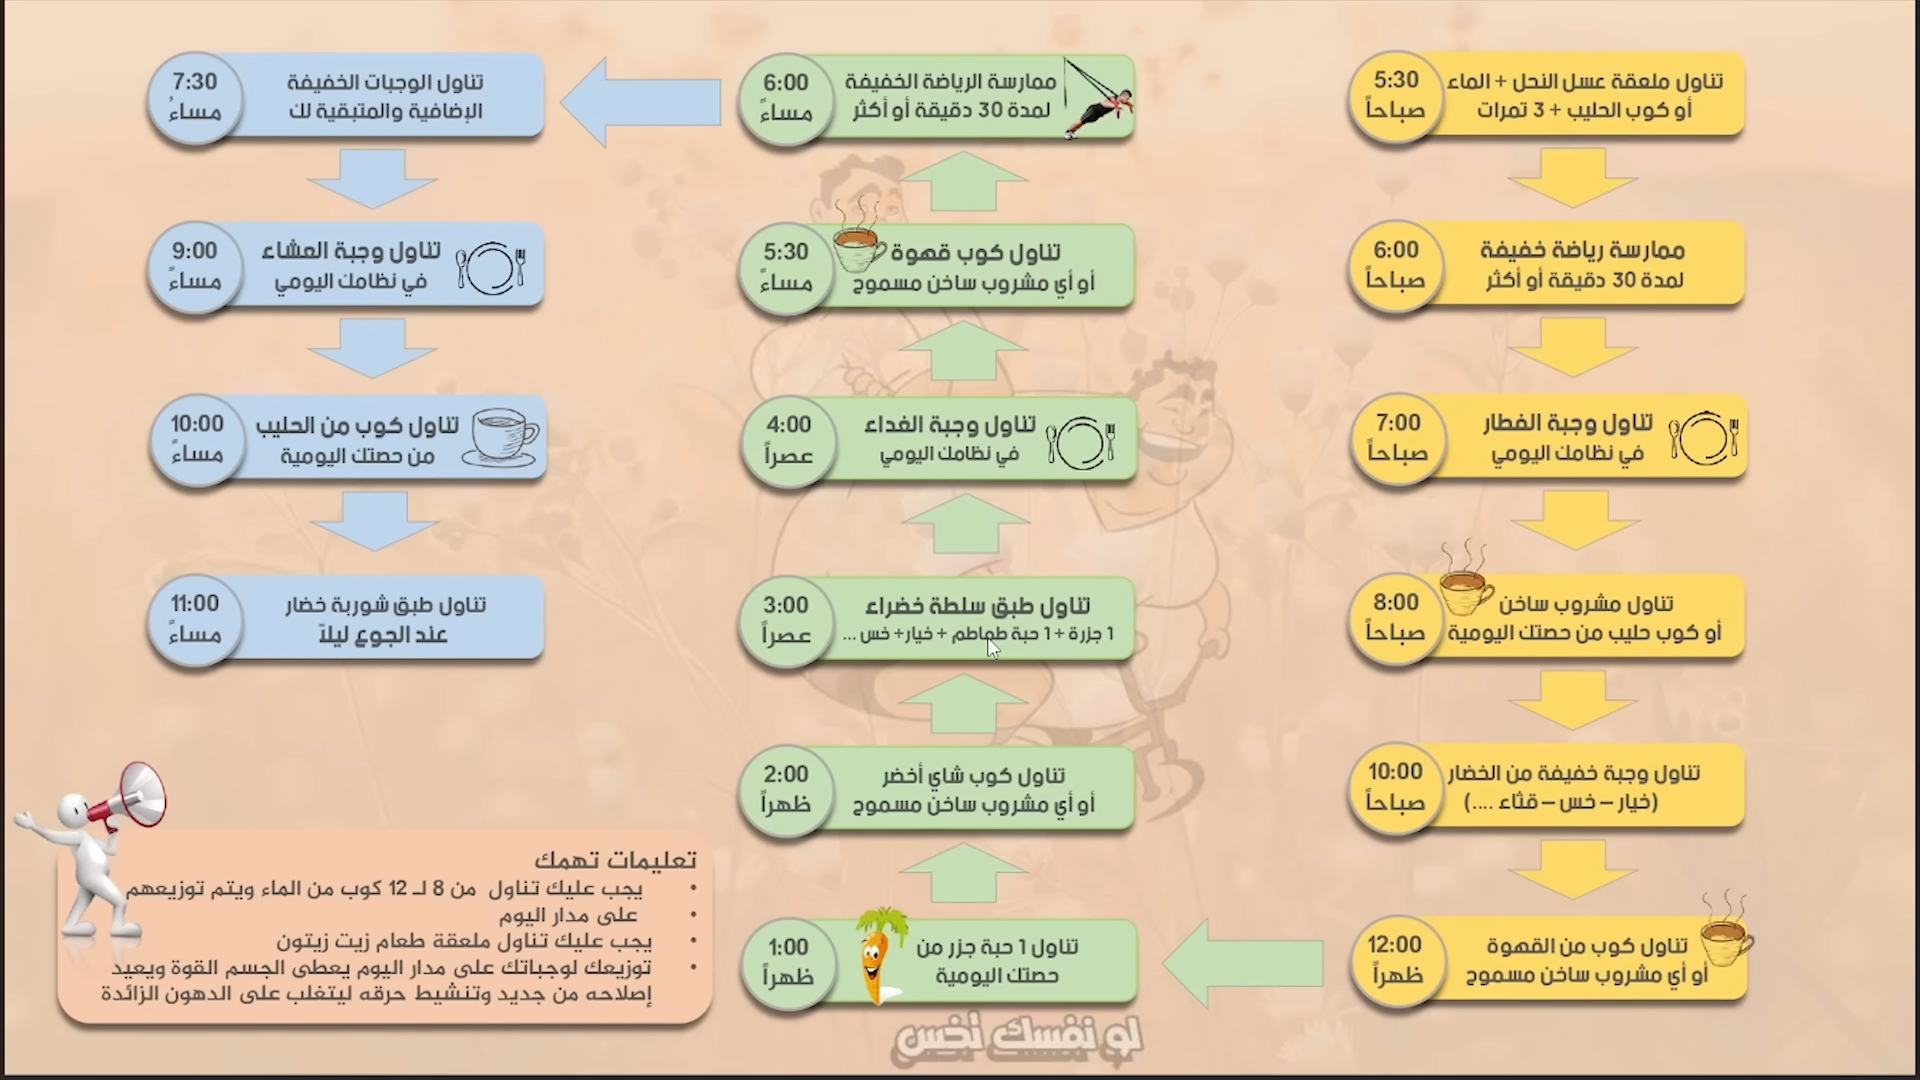 5:30
صباحاً
تناول ملعقة عسل النحل + الماء
أو كوب الحليب + 3 تمرات
6:00
صباحاً
ممارسة رياضة خفيفة
لمدة 30 دقيقة أو أكثر
7:00
صباحاً
تناول وجبة الفطار
في نظامك اليومي
8:00
صباحاً
تناول مشروب ساخن
أو كوب حليب من حصتك اليومية
10:00
صباحاً
تناول وجبة خفيفة من الخضار
(خيار – خس – قثاء ....)
12:00
ظهراً
تناول كوب من القهوة
أو أي مشروب ساخن مسموح
1:00
ظهراً
تناول 1 حبة جزر من
حصتك اليومية
2:00
ظهراً
تناول كوب شاي أخضر
أو أي مشروب ساخن مسموح
3:00
عصراً
تناول طبق سلطة خضراء
1 جزرة + 1 حبة طماطم + خيار+ خس ...
4:00
عصراً
تناول وجبة الغداء
في نظامك اليومي
5:30
مساءً
تناول كوب قهوة
أو أي مشروب ساخن مسموح
6:00
مساءً
ممارسة الرياضة الخفيفة
لمدة 30 دقيقة أو أكثر
7:30
مساءُ
تناول الوجبات الخفيفة
الإضافية والمتبقية لك
9:00
مساءً
تناول وجبة العشاء
في نظامك اليومي
10:00
مساءً
تناول كوب من الحليب
من حصتك اليومية
11:00
مساءً
تناول طبق شوربة خضار
عند الجوع ليلاً
تعليمات تهمك
• يجب عليك تناول من 8 لـ 12 كوب من الماء ويتم توزيعهم
• على مدار اليوم
• يجب عليك تناول ملعقة طعام زيت زيتون
• توزيعك لوجباتك على مدار اليوم يعطى الجسم القوة ويعيد
إصلاحه من جديد وتنشيط حرقه ليتغلب على الدهون الزائدة
لو نفسك تخس